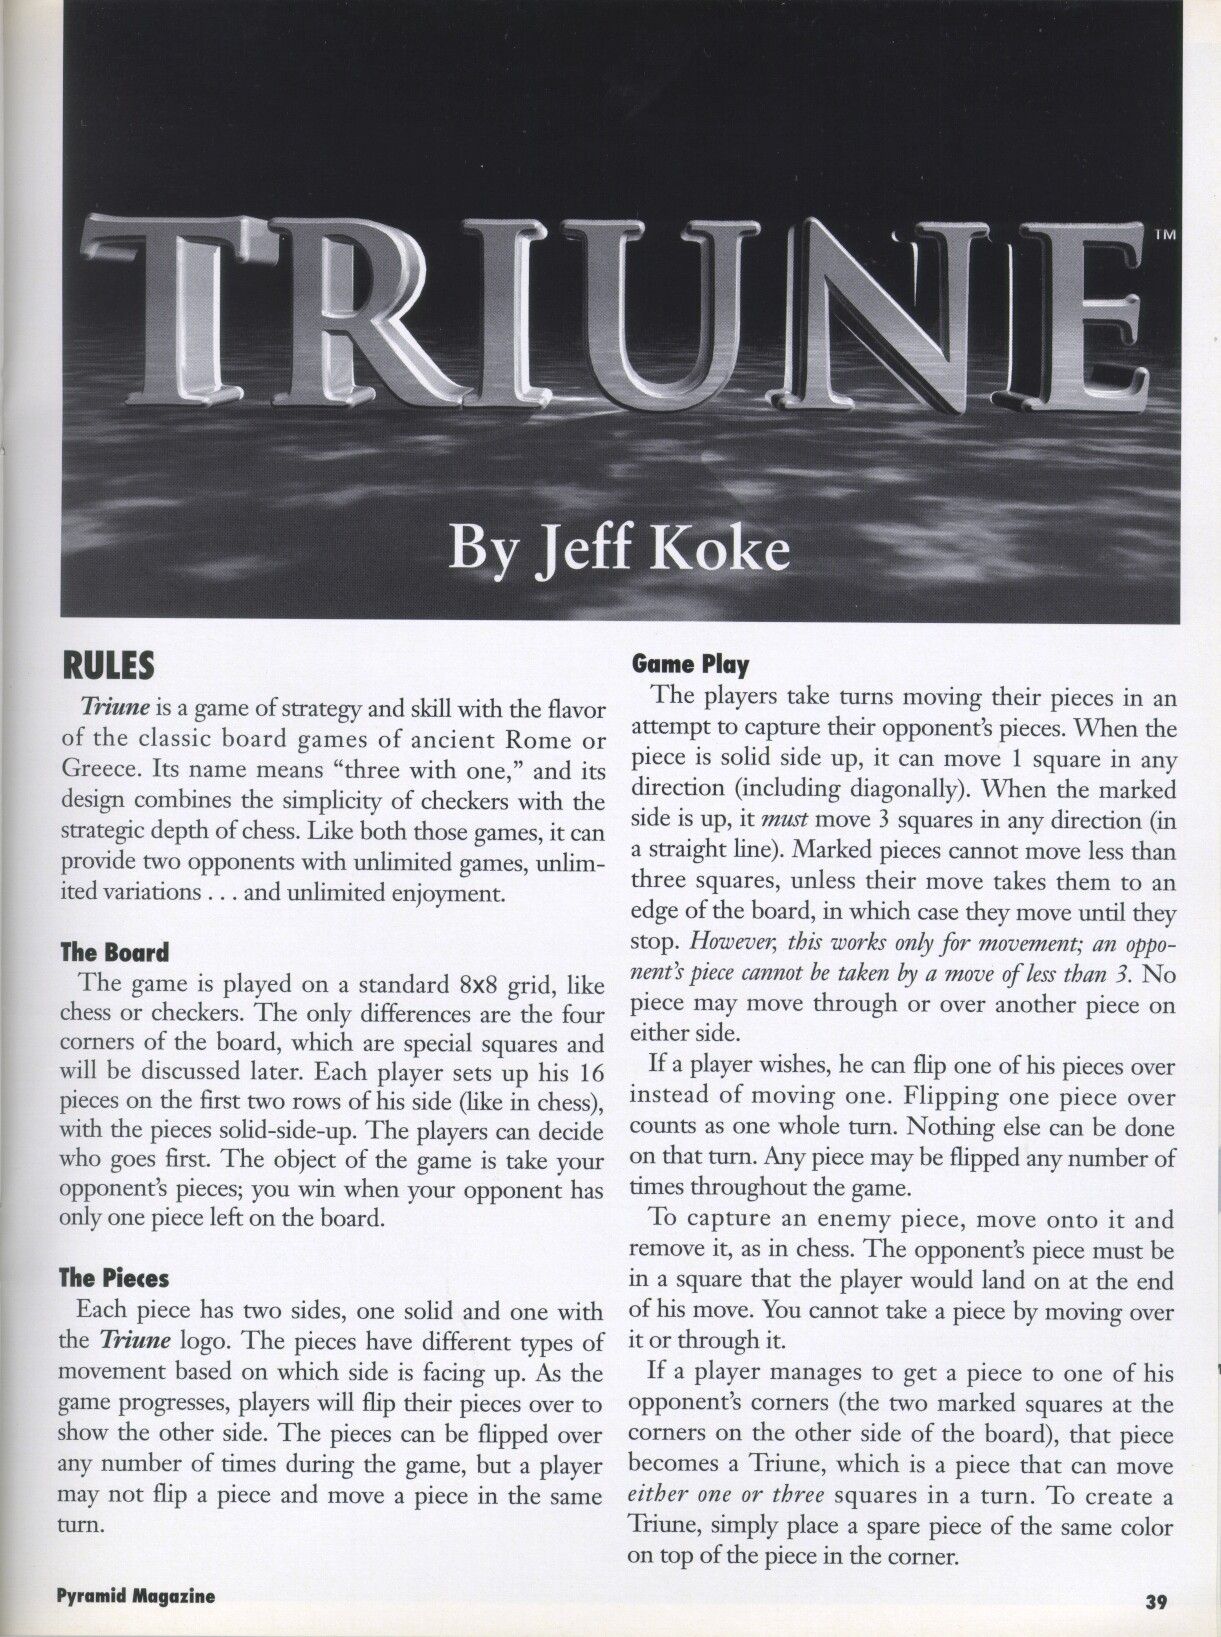 TRIUNE™
By Jeff Koke
RULES
Triune is a game of strategy and skill with the flavor
of the classic board games of ancient Rome or
Greece. Its name means “three with one,” and its
design combines the simplicity of checkers with the
strategic depth of chess. Like both those games, it can
provide two opponents with unlimited games, unlim-
ited variations . . . and unlimited enjoyment.
The Board
The game is played on a standard 8x8 grid, like
chess or checkers. The only differences are the four
corners of the board, which are special squares and
will be discussed later. Each player sets up his 16
pieces on the first two rows of his side (like in chess),
with the pieces solid-side-up. The players can decide
who goes first. The object of the game is take your
opponent’s pieces; you win when your opponent has
only one piece left on the board.
The Pieces
Each piece has two sides, one solid and one with
the Triune logo. The pieces have different types of
movement based on which side is facing up. As the
game progresses, players will flip their pieces over to
show the other side. The pieces can be flipped over
any number of times during the game, but a player
may not flip a piece and move a piece in the same
turn.
Game Play
The players take turns moving their pieces in an
attempt to capture their opponent’s pieces. When the
piece is solid side up, it can move 1 square in any
direction (including diagonally). When the marked
side is up, it must move 3 squares in any direction (in
a straight line). Marked pieces cannot move less than
three squares, unless their move takes them to an
edge of the board, in which case they move until they
stop. However, this works only for movement; an oppo-
nent’s piece cannot be taken by a move of less than 3. No
piece may move through or over another piece on
either side.
If a player wishes, he can flip one of his pieces over
instead of moving one. Flipping one piece over
counts as one whole turn. Nothing else can be done
on that turn. Any piece may be flipped any number of
times throughout the game.
To capture an enemy piece, move onto it and
remove it, as in chess. The opponent’s piece must be
in a square that the player would land on at the end
of his move. You cannot take a piece by moving over
it or through it.
If a player manages to get a piece to one of his
opponent’s corners (the two marked squares at the
corners on the other side of the board), that piece
becomes a Triune, which is a piece that can move
either one or three squares in a turn. To create a
Triune, simply place a spare piece of the same color
on top of the piece in the corner.
Pyramid Magazine
39